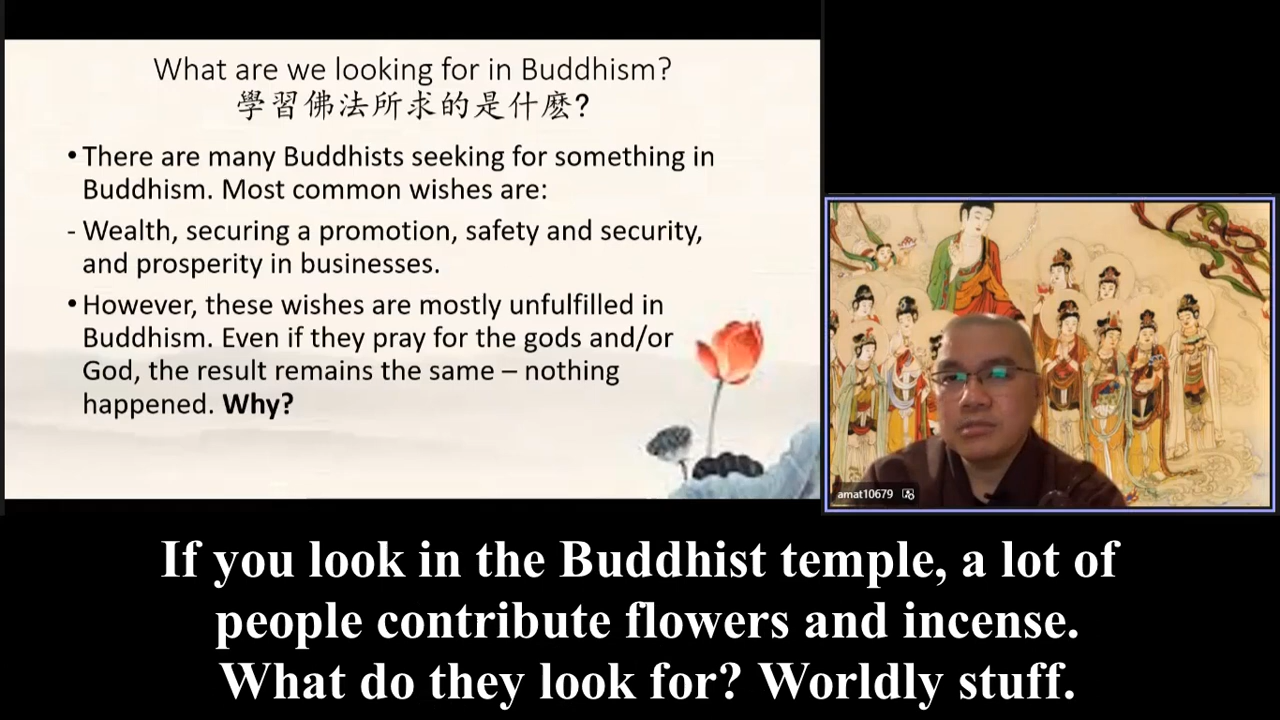 What are we looking for in Buddhism?
學習佛法所求的是什麼?
• There are many Buddhists seeking for something in
Buddhism. Most common wishes are:
- Wealth, securing a promotion, safety and security,
and prosperity in businesses.
• However, these wishes are mostly unfulfilled in
Buddhism. Even if they pray for the gods and/or
God, the result remains the same – nothing
happened. Why?
amat10679
If you look in the Buddhist temple, a lot of
people contribute flowers and incense.
What do they look for? Worldly stuff.